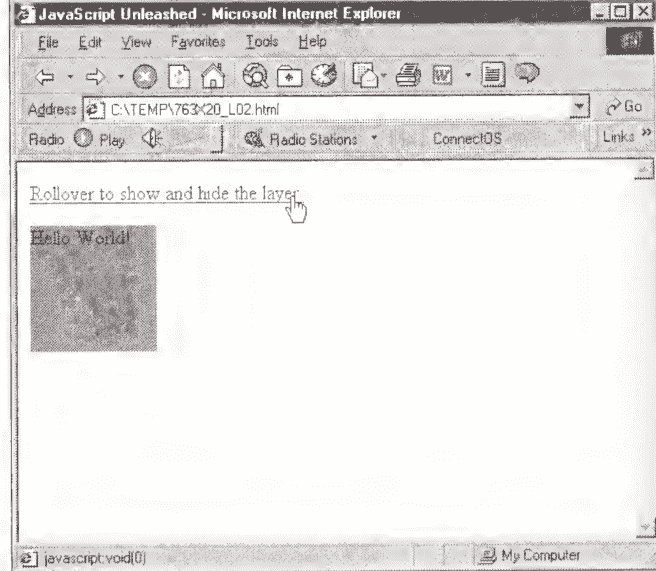 JavaScript Unleashed - Microsoft Internet Explorer
File Edit View Favorites Tools Help
Address C:\TEMP\763X20_L02.html Go
Radio Play Radio Stations ConnectOS Links »
Rollover to show and hide the layer
Hello World!
javascript:void(0) My Computer